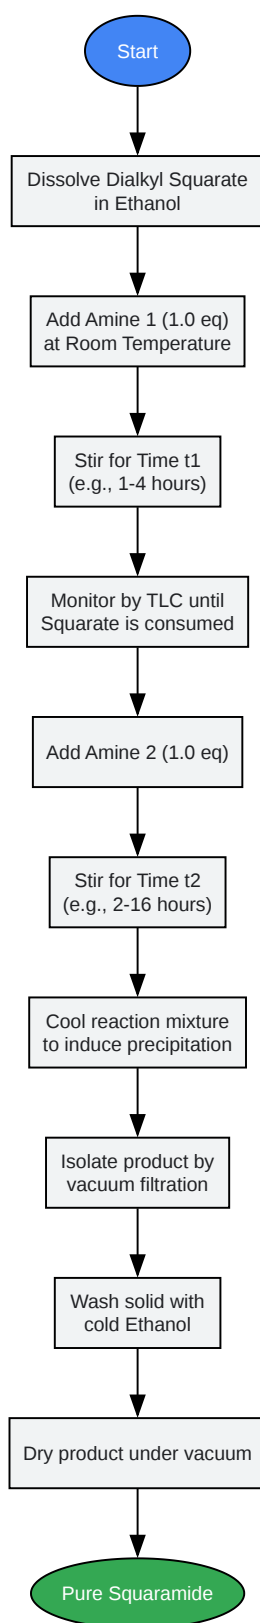 Start
Dissolve Dialkyl Squarate
in Ethanol
Add Amine 1 (1.0 eq)
at Room Temperature
Stir for Time t1
(e.g., 1-4 hours)
Monitor by TLC until
Squarate is consumed
Add Amine 2 (1.0 eq)
Stir for Time t2
(e.g., 2-16 hours)
Cool reaction mixture
to induce precipitation
Isolate product by
vacuum filtration
Wash solid with
cold Ethanol
Dry product under vacuum
Pure Squaramide